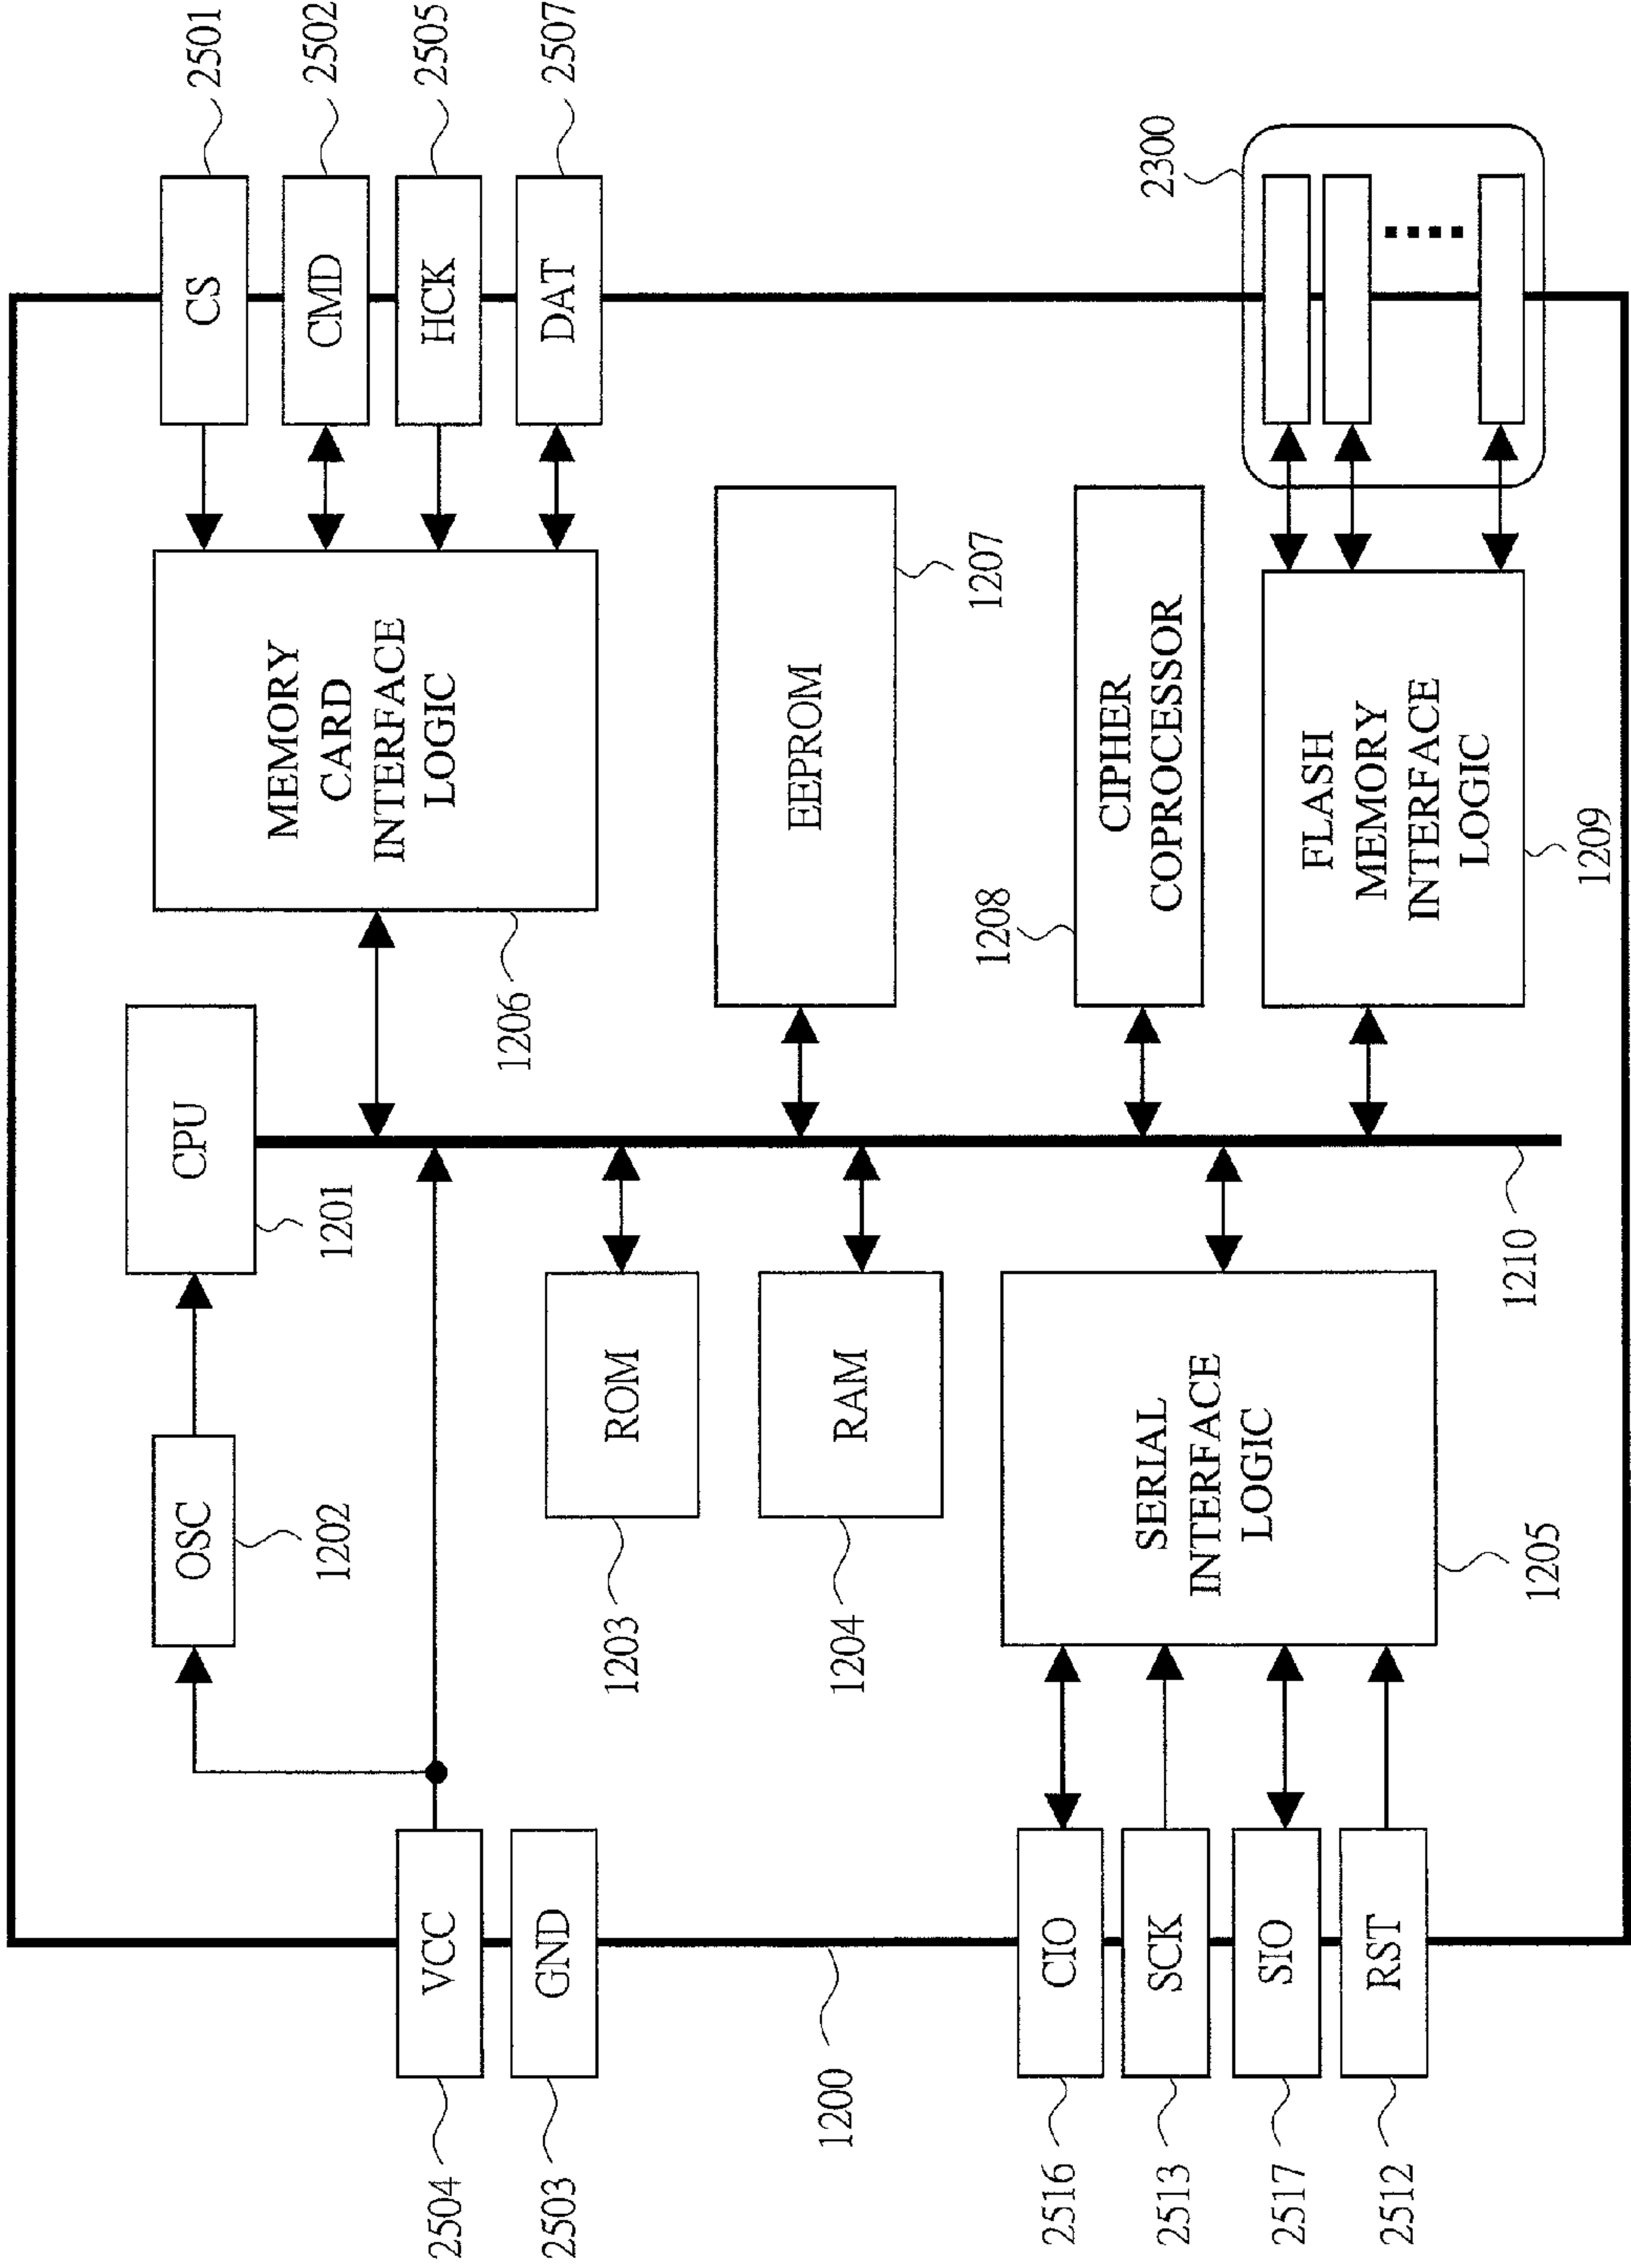 2501
CS
2502
CMD
2505
HCK
2507
DAT
MEMORY
CARD
INTERFACE
LOGIC
1206
CPU
1201
OSC
1202
VCC
2504
GND
2503
ROM
1203
RAM
1204
EEPROM
1207
1200
CIPHER
COPROCESSOR
1208
2300
FLASH
MEMORY
INTERFACE
LOGIC
1209
1210
SERIAL
INTERFACE
LOGIC
1205
CIO
2516
SCK
2513
SIO
2517
RST
2512